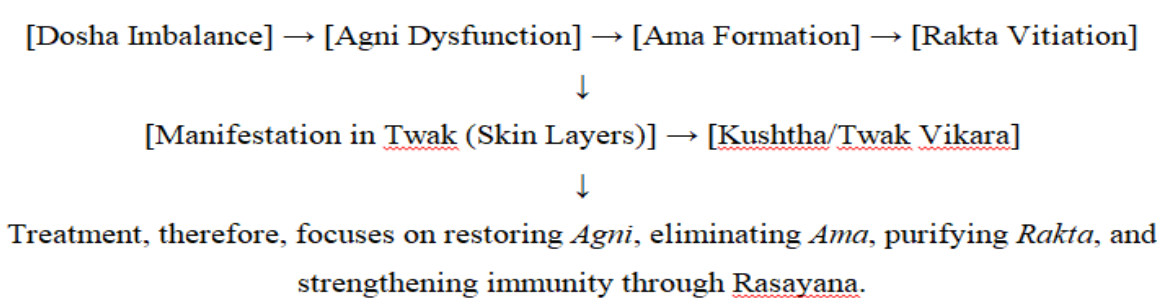 [Dosha Imbalance] → [Agni Dysfunction] → [Ama Formation] → [Rakta Vitiation]
↓
[Manifestation in Twak (Skin Layers)] → [Kushtha/Twak Vikara]
↓
Treatment, therefore, focuses on restoring Agni, eliminating Ama, purifying Rakta, and
strengthening immunity through Rasayana.